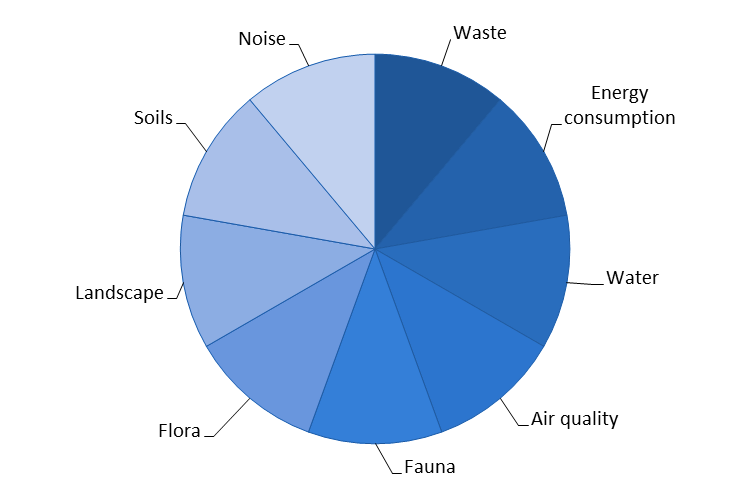 Noise
Waste
Energy
consumption
Soils
Water
Landscape
Air quality
Flora
Fauna